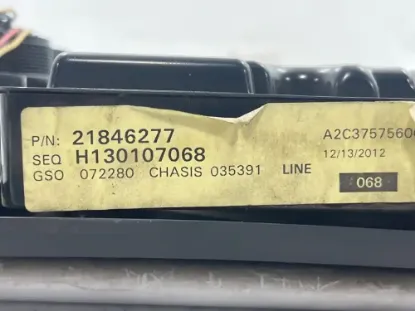 P/N: 21846277 A2C3757560
SEQ H130107068 12/13/2012
GSO 072280 CHASIS 035391 LINE 068